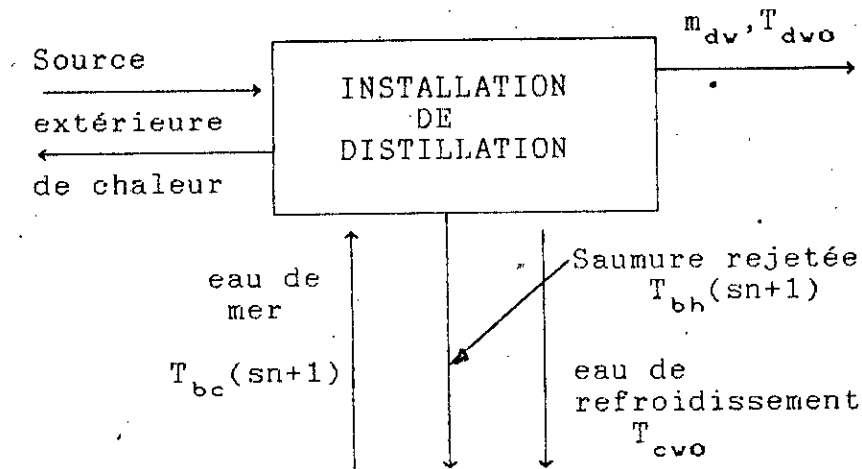 m_dw, T_dwo
Source
extérieure
de chaleur
INSTALLATION
DE
DISTILLATION
eau de
mer
T_bc(sn+1)
Saumure rejetée
T_bh(sn+1)
eau de
refroidissement
T_cwo